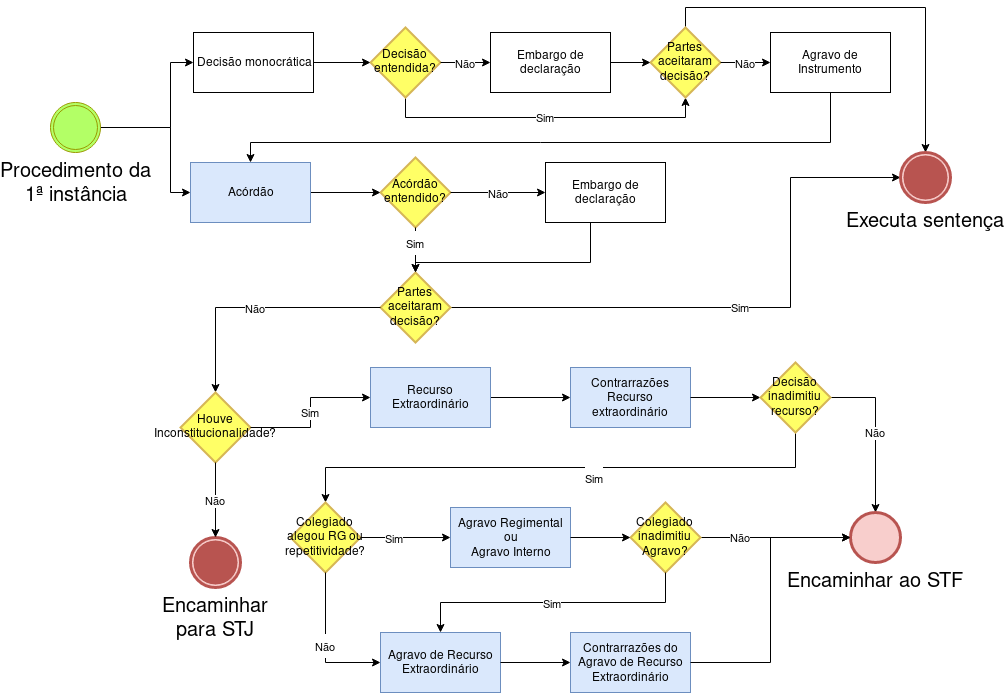 Procedimento da
1ª instância
Decisão monocrática
Decisão
entendida?
Não
Sim
Embargo de
declaração
Partes
aceitaram
decisão?
Não
Agravo de
Instrumento
Executa sentença
Acórdão
Acórdão
entendido?
Não
Sim
Embargo de
declaração
Partes
aceitaram
decisão?
Não
Sim
Houve
Inconstitucionalidade?
Sim
Não
Encaminhar
para STJ
Recurso
Extraordinário
Contrarrazões
Recurso
extraordinário
Decisão
inadimitiu
recurso?
Não
Sim
Colegiado
alegou RG ou
repetitividade?
Sim
Não
Agravo Regimental
ou
Agravo Interno
Colegiado
inadimitiu
Agravo?
Não
Sim
Encaminhar ao STF
Agravo de Recurso
Extraordinário
Contrarrazões do
Agravo de Recurso
Extraordinário